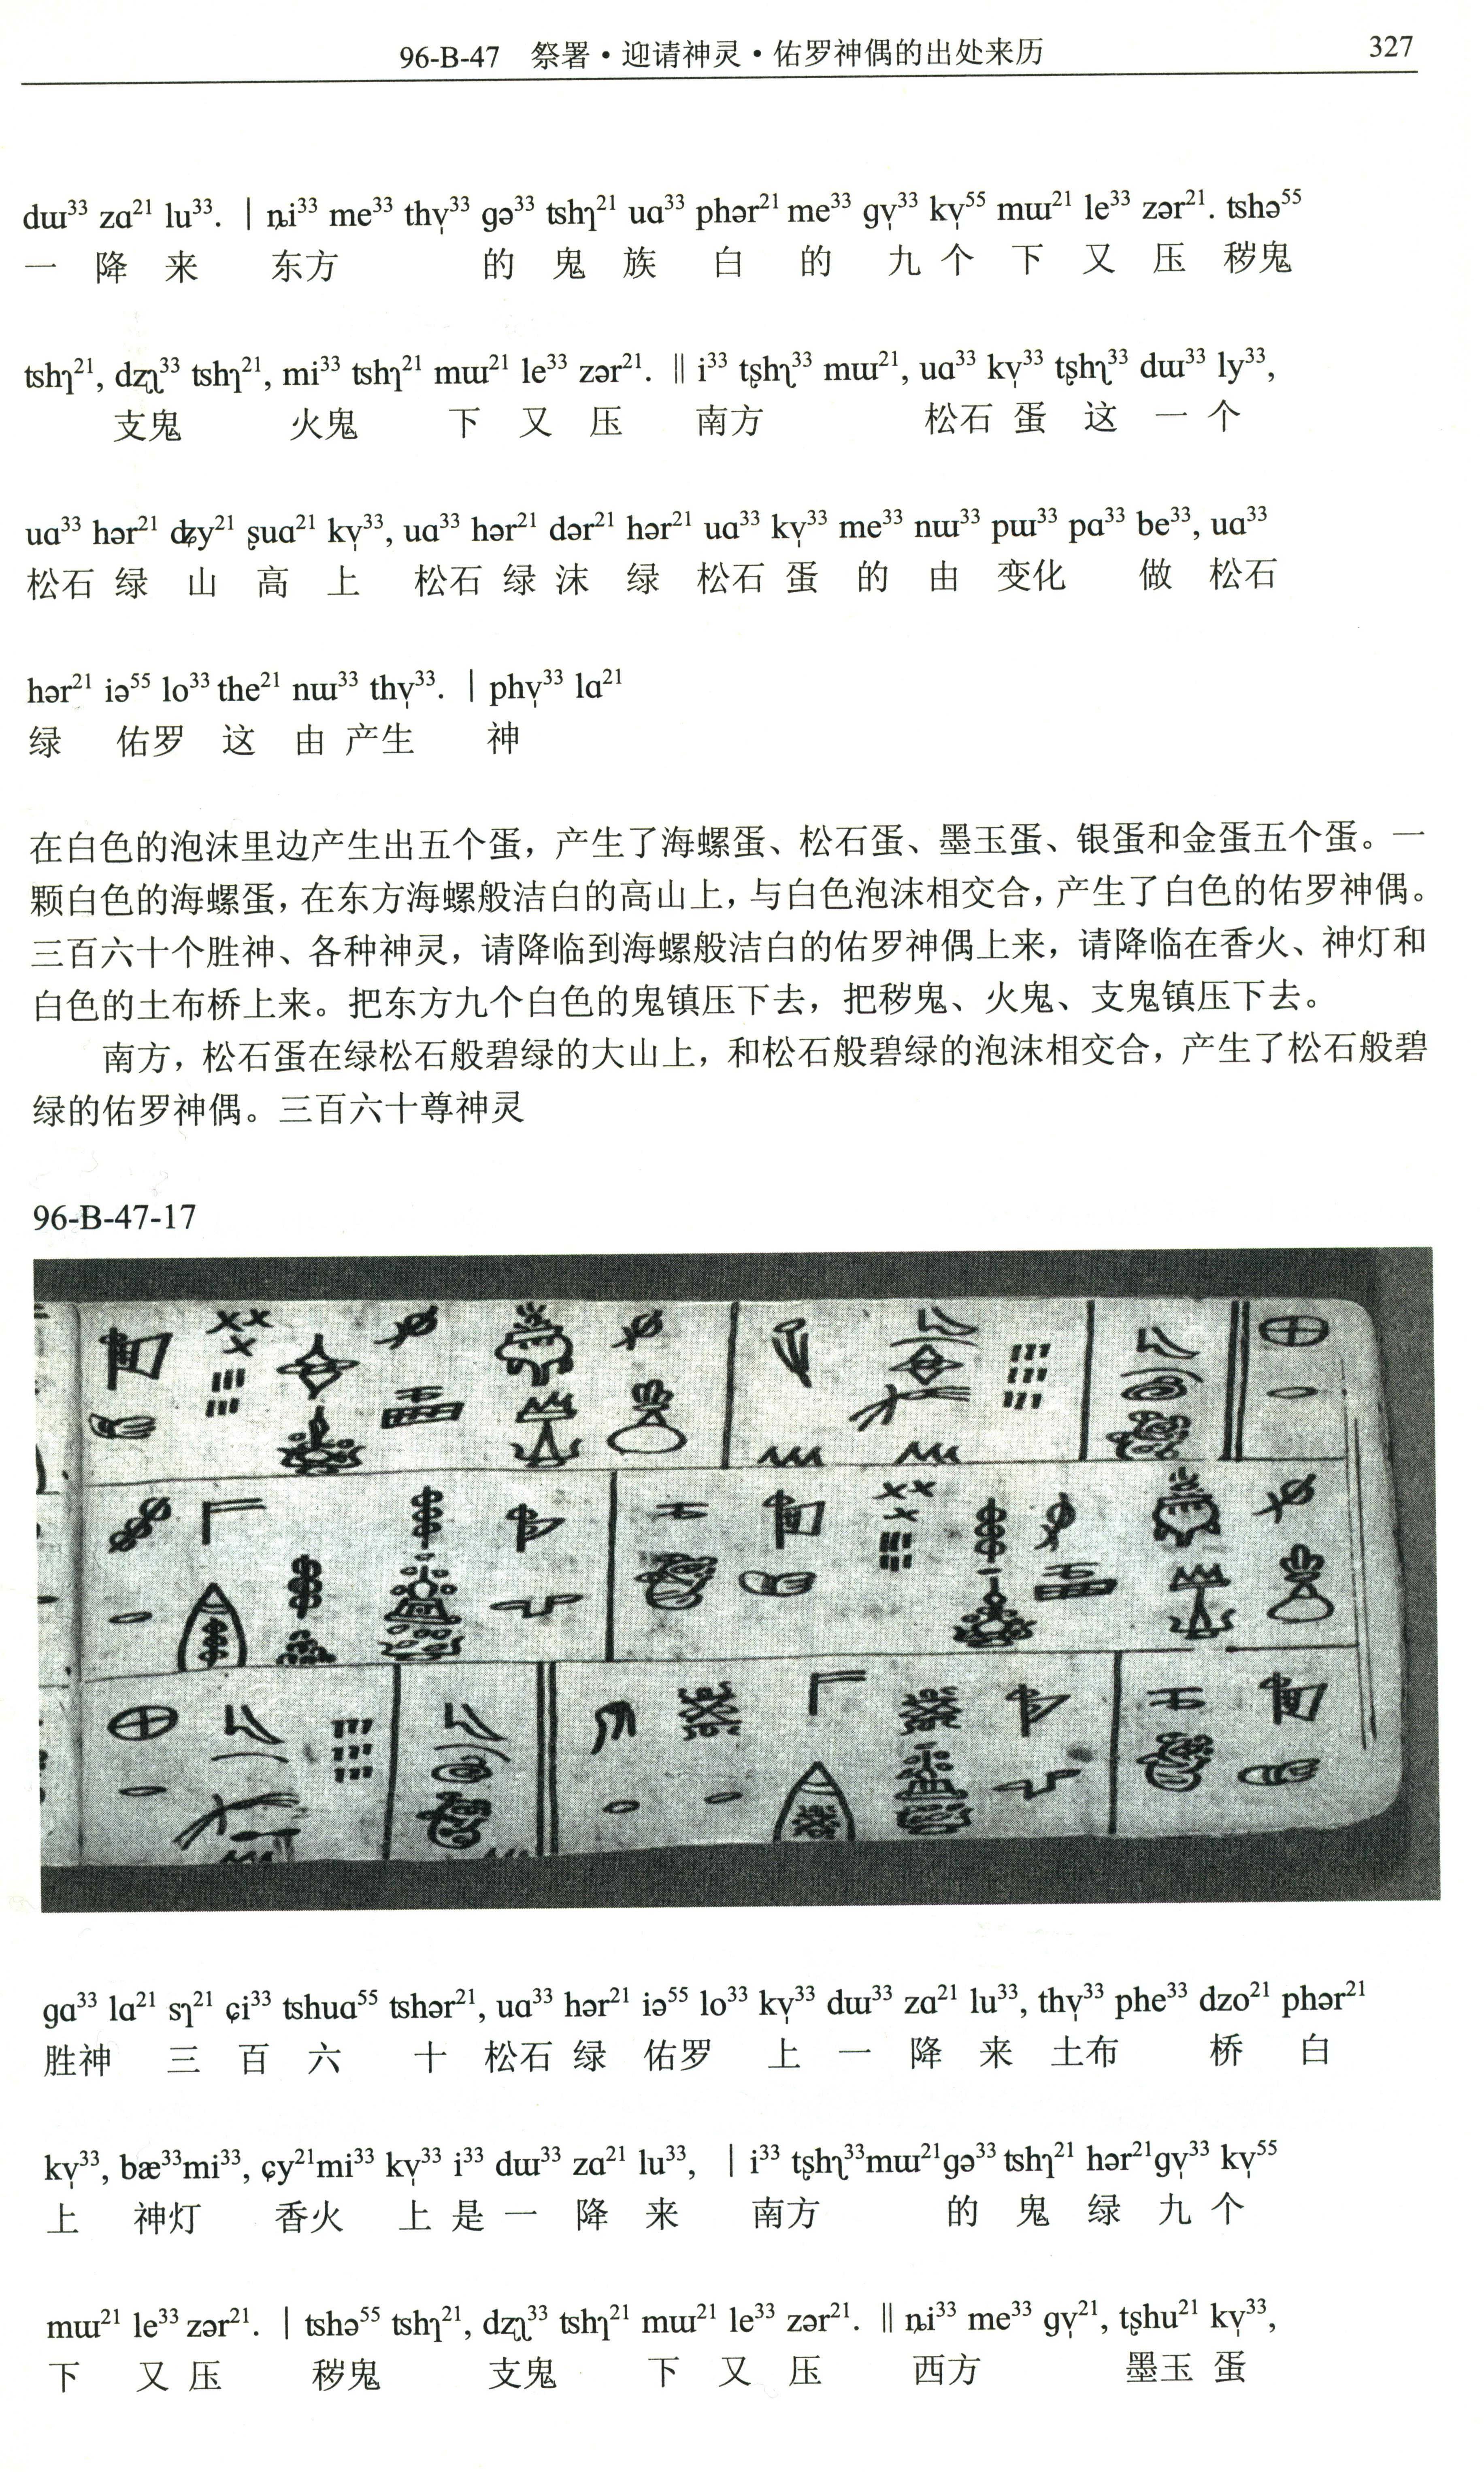 96-B-47 祭署·迎请神灵·佑罗神偶的出处来历 327
dɯ³³ zɑ²¹ lu³³. | ȵi³³ me³³ thv̩³³ gə³³ tshɿ²¹ uɑ³³ phər²¹ me³³ gv̩³³ kv̩⁵⁵ mɯ²¹ le³³ zər²¹. tshə⁵⁵
一 降 来 东方 的 鬼 族 白 的 九 个 下 又 压 秽鬼
tshɿ²¹, dʐʅ³³ tshɿ²¹, mi³³ tshɿ²¹ mɯ²¹ le³³ zər²¹. ‖ i³³ tʂhʅ³³ mɯ²¹, uɑ³³ kv̩³³ tʂhʅ³³ dɯ³³ ly³³,
支鬼 火鬼 下 又 压 南方 松石 蛋 这 一 个
uɑ³³ hər²¹ ʥy²¹ ʂuɑ²¹ kv̩³³, uɑ³³ hər²¹ dər²¹ hər²¹ uɑ³³ kv̩³³ me³³ nɯ³³ pɯ³³ pɑ³³ be³³, uɑ³³
松石 绿 山 高 上 松石 绿 沫 绿 松石 蛋 的 由 变化 做 松石
hər²¹ iə⁵⁵ lo³³ the²¹ nɯ³³ thv̩³³. | phv̩³³ lɑ²¹
绿 佑罗 这 由 产生 神
在白色的泡沫里边产生出五个蛋，产生了海螺蛋、松石蛋、墨玉蛋、银蛋和金蛋五个蛋。一
颗白色的海螺蛋，在东方海螺般洁白的高山上，与白色泡沫相交合，产生了白色的佑罗神偶。
三百六十个胜神、各种神灵，请降临到海螺般洁白的佑罗神偶上来，请降临在香火、神灯和
白色的土布桥上来。把东方九个白色的鬼镇压下去，把秽鬼、火鬼、支鬼镇压下去。
南方，松石蛋在绿松石般碧绿的大山上，和松石般碧绿的泡沫相交合，产生了松石般碧
绿的佑罗神偶。三百六十尊神灵
96-B-47-17
gɑ³³ lɑ²¹ sɿ²¹ ɕi³³ tshuɑ⁵⁵ tshər²¹, uɑ³³ hər²¹ iə⁵⁵ lo³³ kv̩³³ dɯ³³ zɑ²¹ lu³³, thv̩³³ phe³³ dzo²¹ phər²¹
胜神 三 百 六 十 松石 绿 佑罗 上 一 降 来 土布 桥 白
kv̩³³, bæ³³mi³³, ɕy²¹mi³³ kv̩³³ i³³ dɯ³³ zɑ²¹ lu³³, | i³³ tʂhʅ³³mɯ²¹gə³³ tshɿ²¹ hər²¹gv̩³³ kv̩⁵⁵
上 神灯 香火 上 是 一 降 来 南方 的 鬼 绿 九 个
mɯ²¹ le³³ zər²¹. | tshə⁵⁵ tshɿ²¹, dʐʅ³³ tshɿ²¹ mɯ²¹ le³³ zər²¹. ‖ ȵi³³ me³³ gv̩²¹, tʂhu²¹ kv̩³³,
下 又 压 秽鬼 支鬼 下 又 压 西方 墨玉 蛋